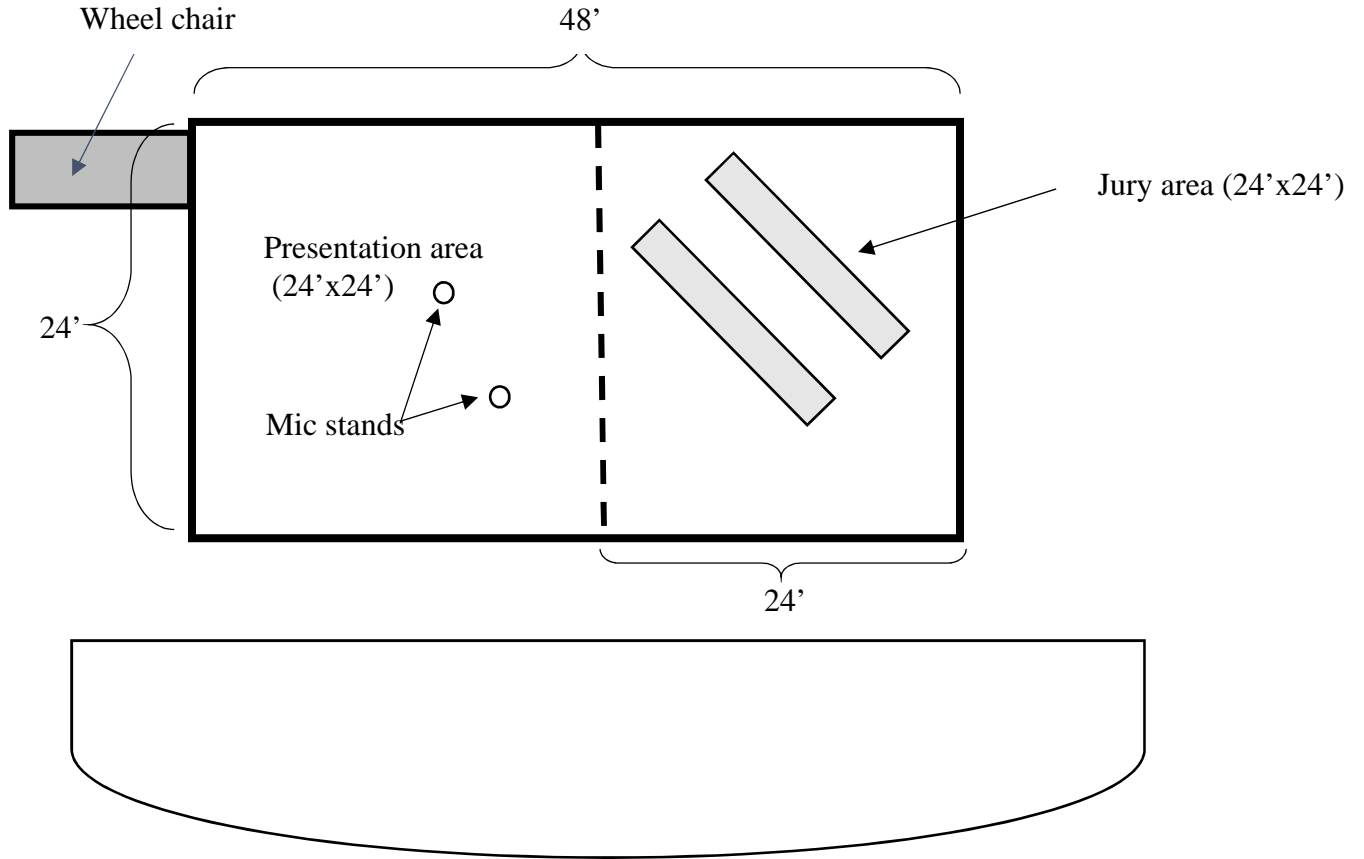 Wheel chair
48’
Jury area (24’x24’)
Presentation area
(24’x24’)
24’
Mic stands
24’